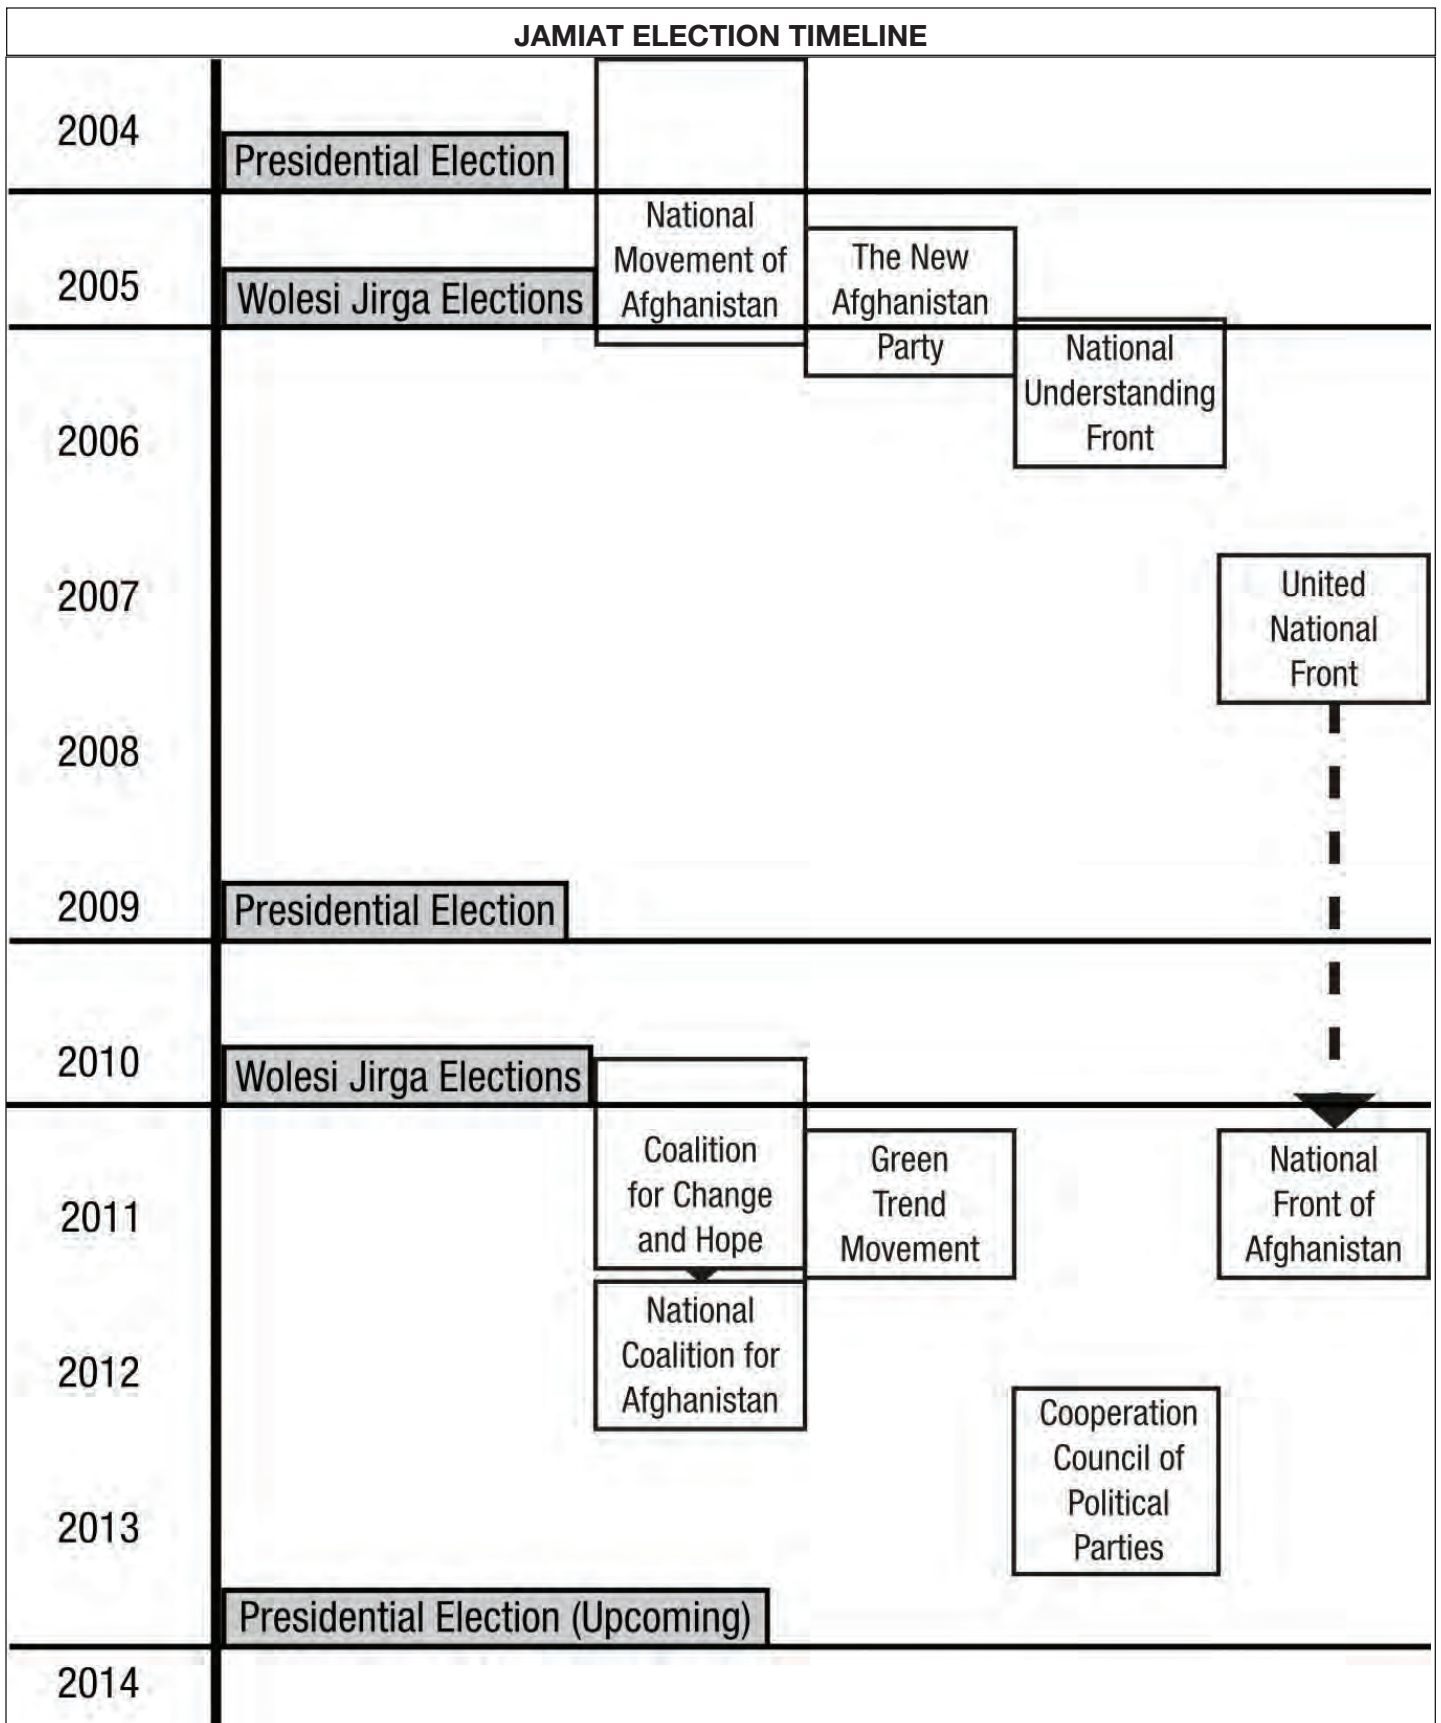 JAMIAT ELECTION TIMELINE
2004
Presidential Election
National
Movement of
Afghanistan
The New
Afghanistan
Party
2005
Wolesi Jirga Elections
National
Understanding
Front
2006
2007
United
National
Front
2008
2009
Presidential Election
2010
Wolesi Jirga Elections
Coalition
for Change
and Hope
Green
Trend
Movement
National
Front of
Afghanistan
2011
National
Coalition for
Afghanistan
2012
Cooperation
Council of
Political
Parties
2013
Presidential Election (Upcoming)
2014